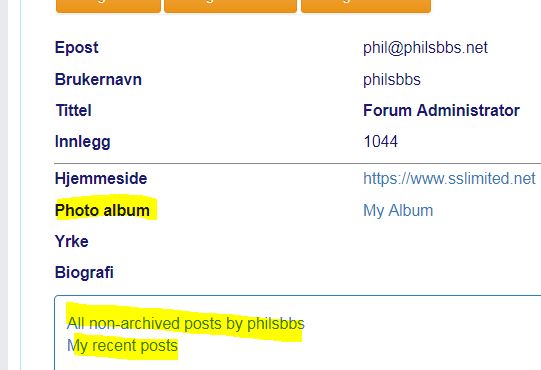 Epost phil@philsbbs.net
Brukernavn philsbbs
Tittel Forum Administrator
Innlegg 1044
Hjemmeside https://www.sslimited.net
Photo album My Album
Yrke
Biografi
All non-archived posts by philsbbs
My recent posts